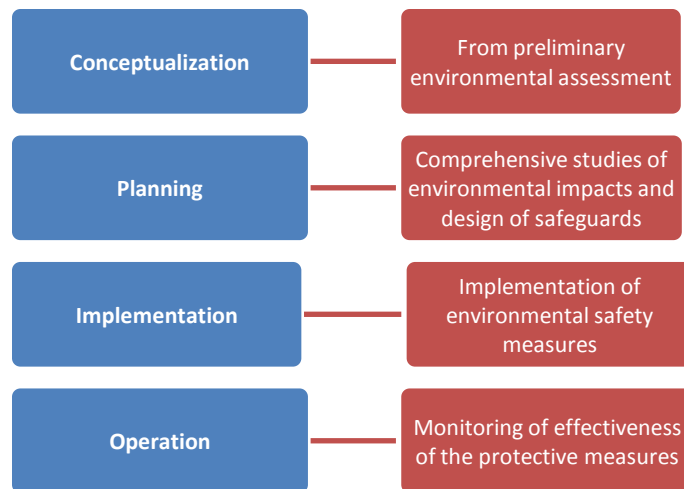 Conceptualization
From preliminary
environmental assessment
Planning
Comprehensive studies of
environmental impacts and
design of safeguards
Implementation
Implementation of
environmental safety
measures
Operation
Monitoring of effectiveness
of the protective measures